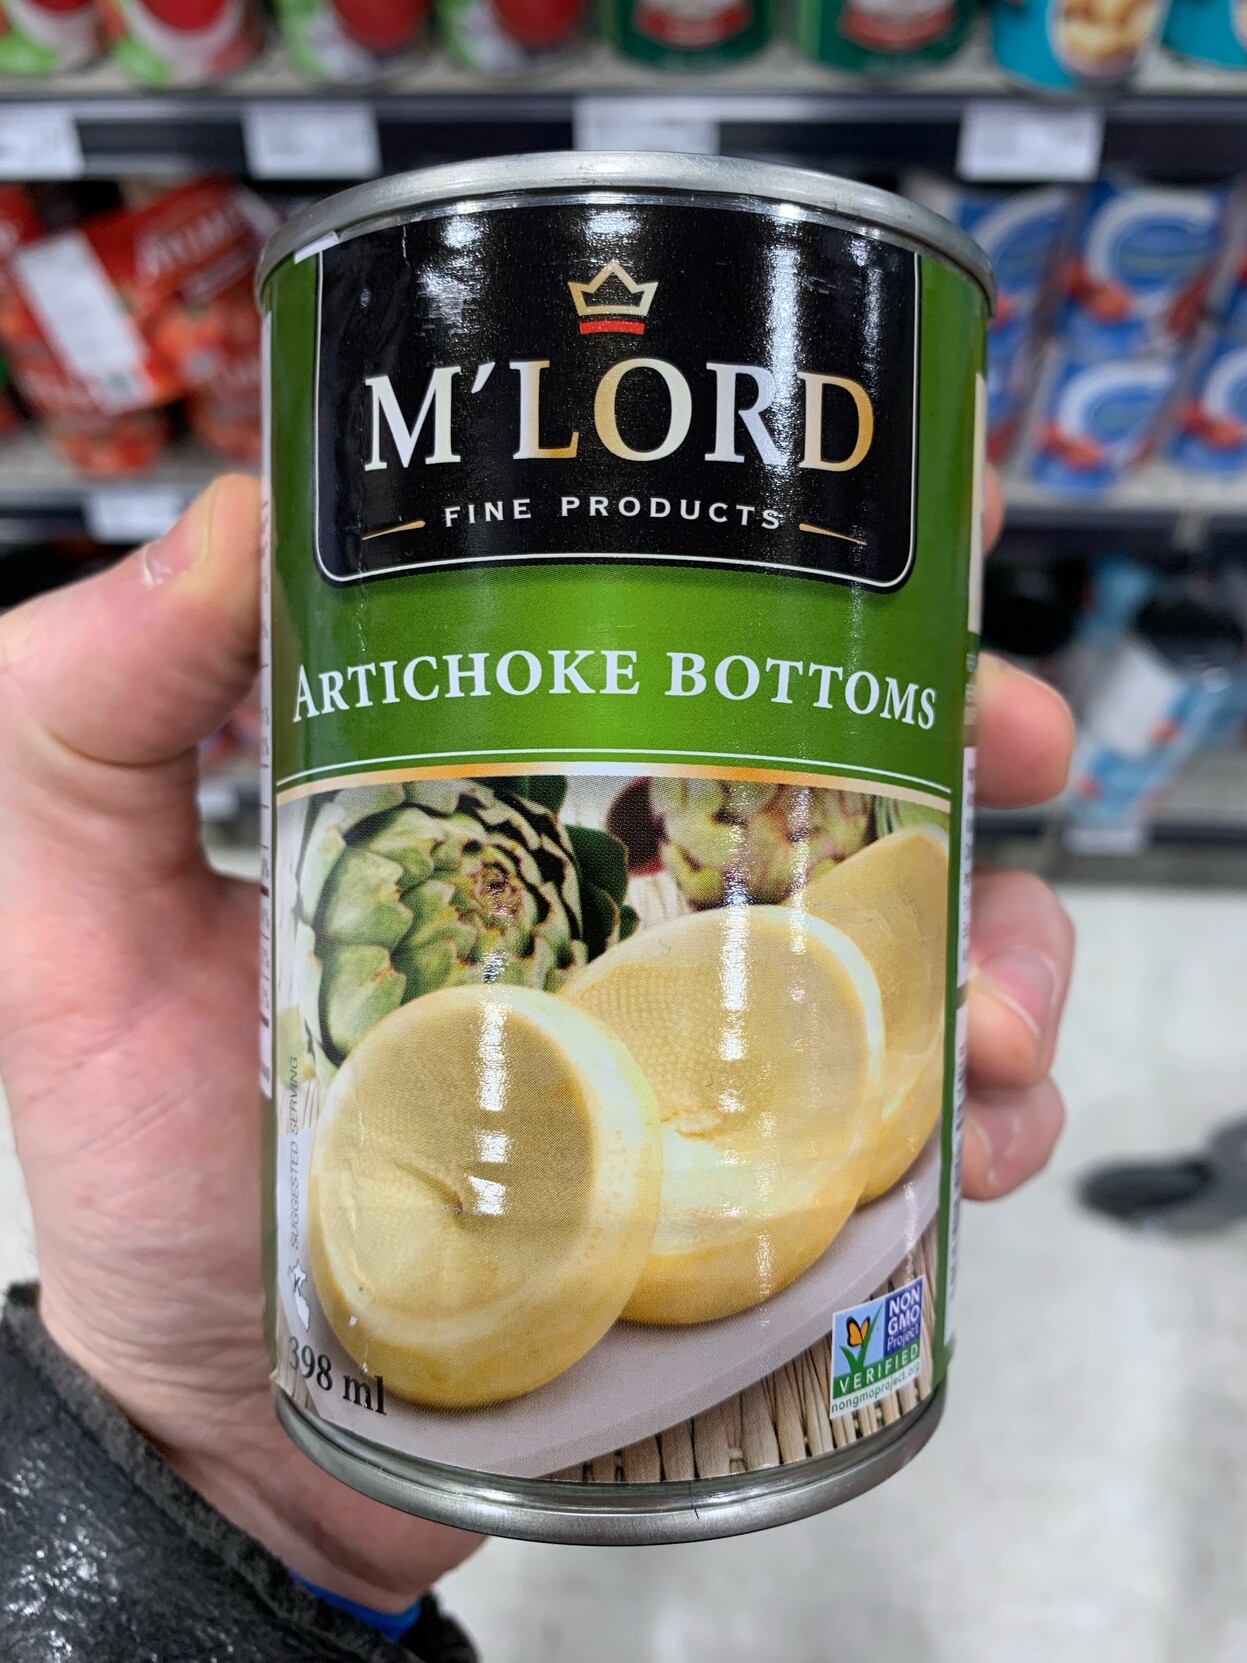 M'LORD
FINE PRODUCTS
ARTICHOKE BOTTOMS
SUGGESTED SERVING
398 ml
NON
GMO
Project
VERIFIED
nongmoproject.org